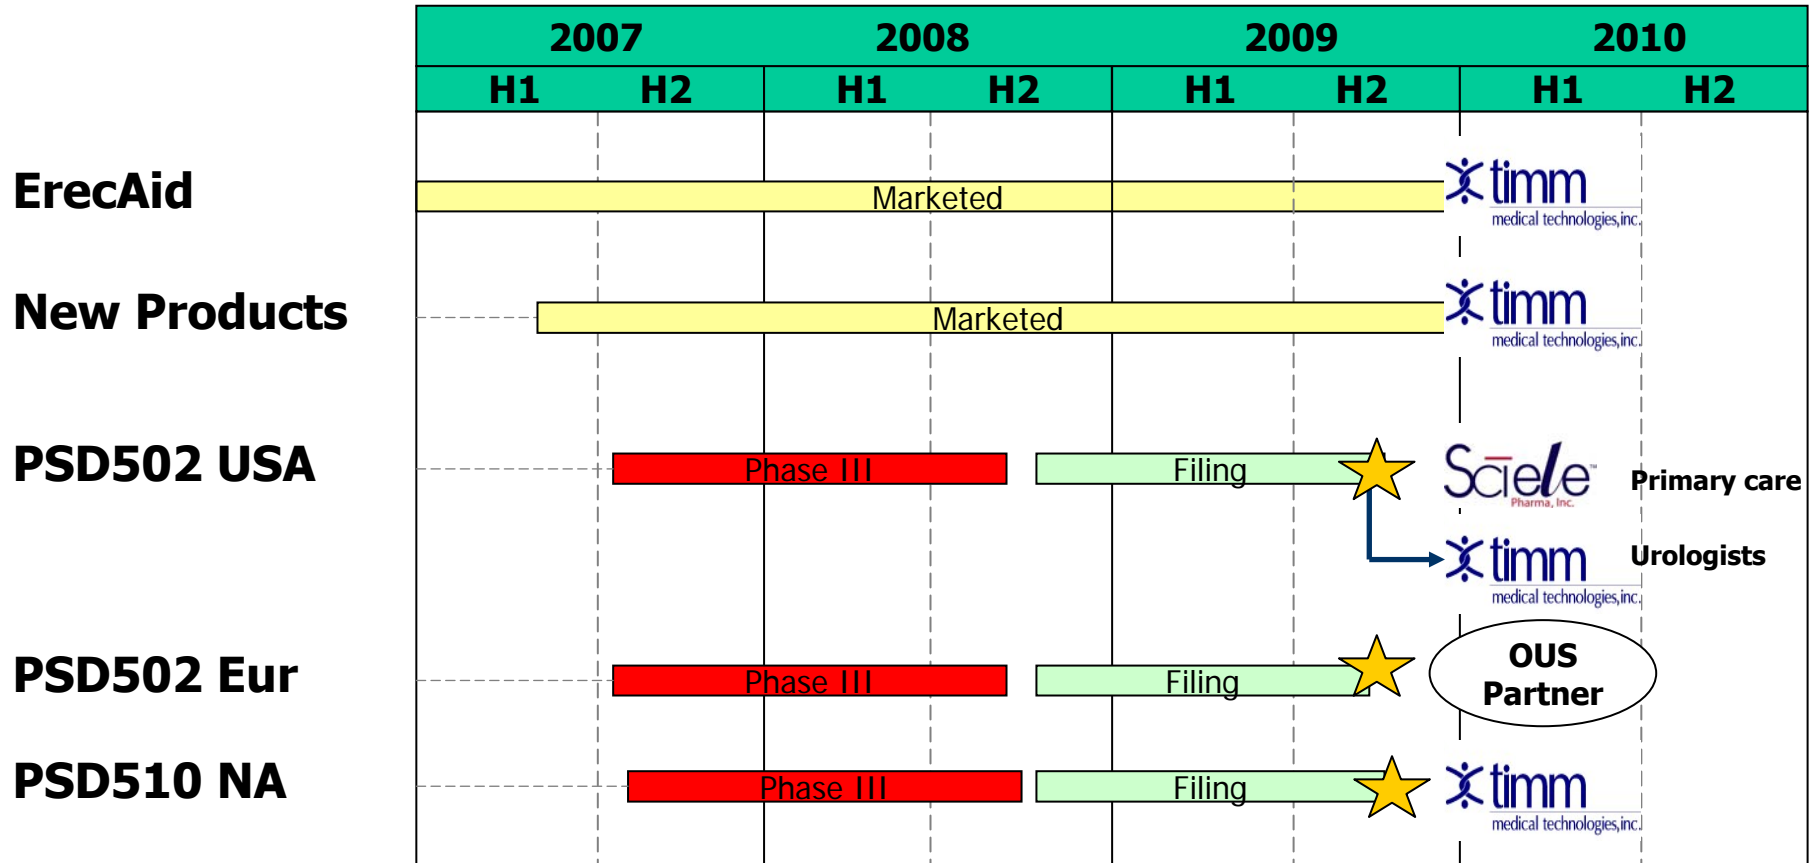 2007 2008 2009 2010
H1 H2 H1 H2 H1 H2 H1 H2
ErecAid
Marketed
timm
medical technologies,inc.
New Products
Marketed
timm
medical technologies,inc.
PSD502 USA
Phase III
Filing
Sciele™
Pharma, Inc.
Primary care
timm
medical technologies,inc.
Urologists
PSD502 Eur
Phase III
Filing
OUS
Partner
PSD510 NA
Phase III
Filing
timm
medical technologies,inc.